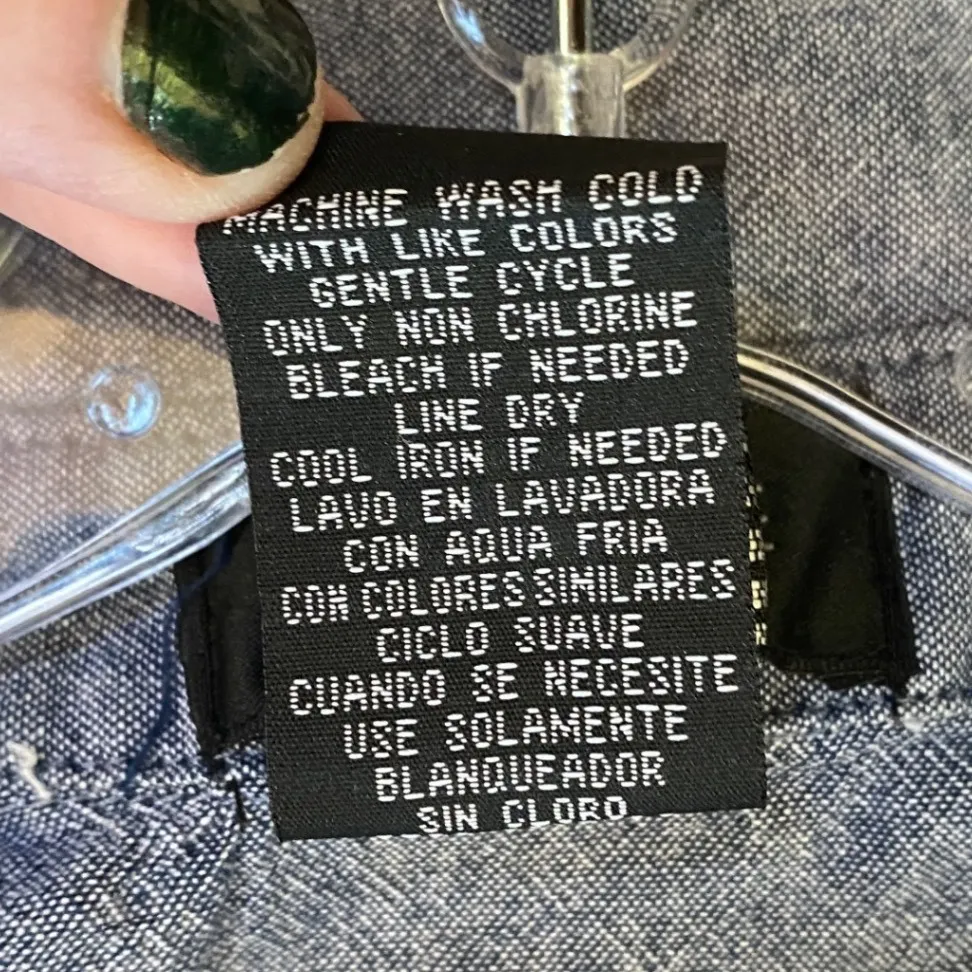 MACHINE WASH COLD
WITH LIKE COLORS
GENTLE CYCLE
ONLY NON CHLORINE
BLEACH IF NEEDED
LINE DRY
COOL IRON IF NEEDED
LAVO EN LAVADORA
CON AQUA FRIA
CON COLORES SIMILARES
CICLO SUAVE
CUANDO SE NECESITE
USE SOLAMENTE
BLANQUEADOR
SIN CLORO